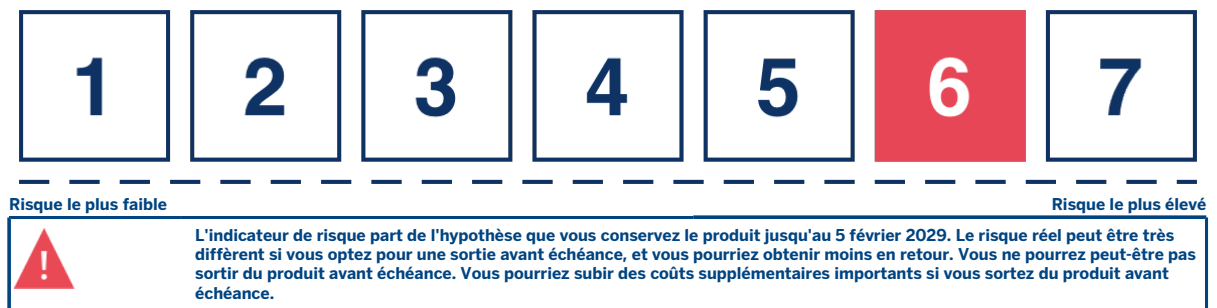 1 2 3 4 5 6 7
Risque le plus faible Risque le plus élevé
!
L'indicateur de risque part de l'hypothèse que vous conservez le produit jusqu'au 5 février 2029. Le risque réel peut être très
diffèrent si vous optez pour une sortie avant échéance, et vous pourriez obtenir moins en retour. Vous ne pourrez peut-être pas
sortir du produit avant échéance. Vous pourriez subir des coûts supplémentaires importants si vous sortez du produit avant
échéance.